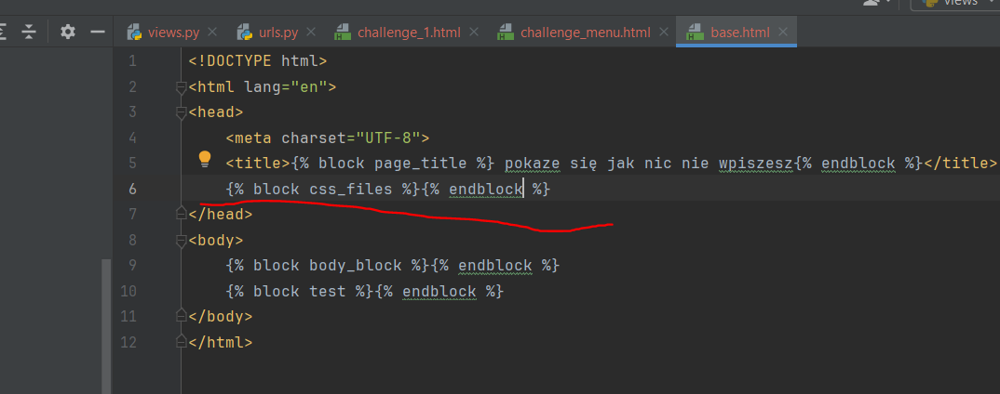 views
views.py urls.py challenge_1.html challenge_menu.html base.html
1 <!DOCTYPE html>
2 <html lang="en">
3 <head>
4 <meta charset="UTF-8">
5 <title>{% block page_title %} pokaze się jak nic nie wpiszesz{% endblock %}</title>
6 {% block css_files %}{% endblock %}
7 </head>
8 <body>
9 {% block body_block %}{% endblock %}
10 {% block test %}{% endblock %}
11 </body>
12 </html>